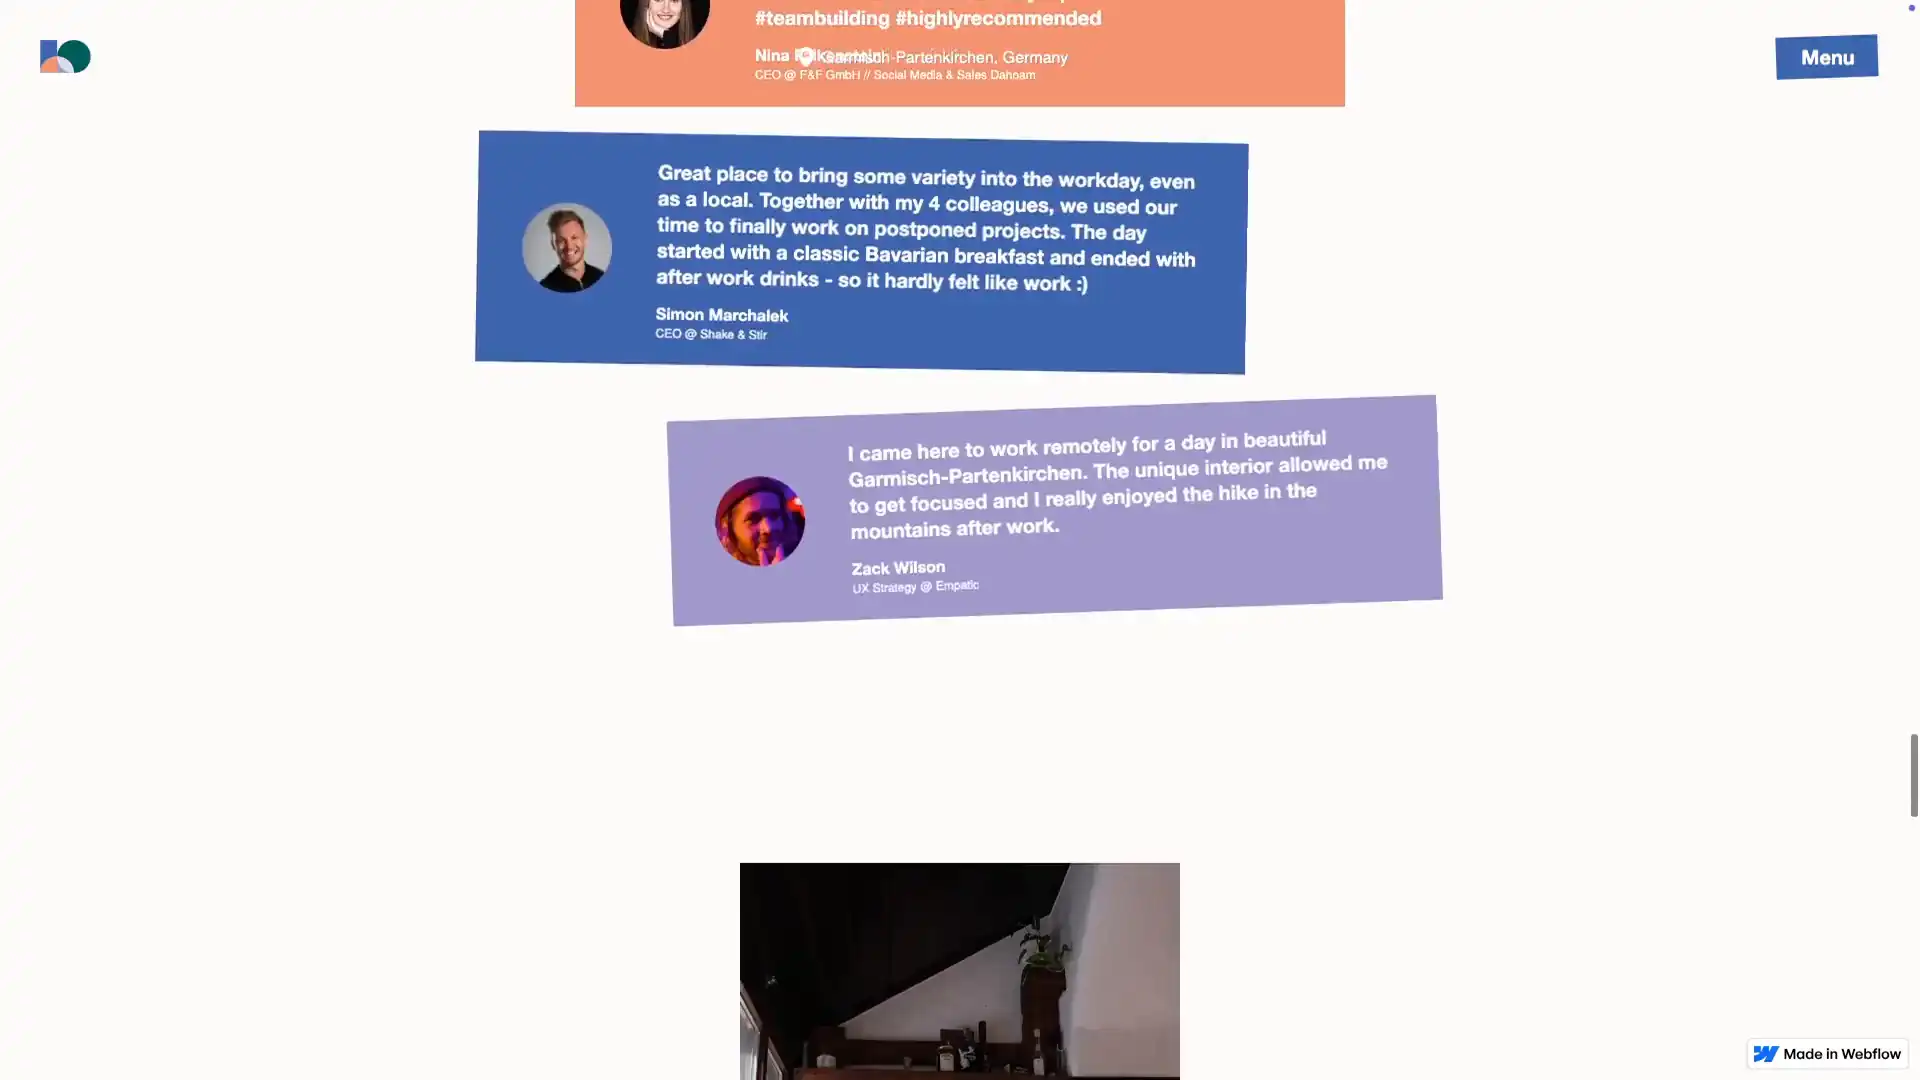 #teambuilding #highlyrecommended
Nina
Garmisch-Partenkirchen, Germany
CEO @ F&F GmbH // Social Media & Sales Dahoam
Menu
Great place to bring some variety into the workday, even
as a local. Together with my 4 colleagues, we used our
time to finally work on postponed projects. The day
started with a classic Bavarian breakfast and ended with
after work drinks - so it hardly felt like work :)
Simon Marchalek
CEO @ Shake & Stir
I came here to work remotely for a day in beautiful
Garmisch-Partenkirchen. The unique interior allowed me
to get focused and I really enjoyed the hike in the
mountains after work.
Zack Wilson
UX Strategy @ Empatic
Made in Webflow